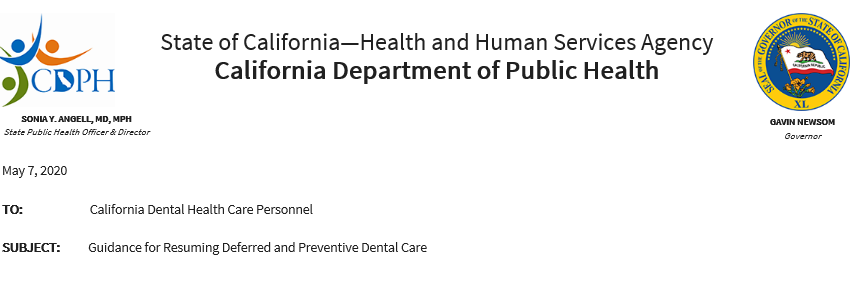 State of California—Health and Human Services Agency
California Department of Public Health
CDPH
SONIA Y. ANGELL, MD, MPH
State Public Health Officer & Director
SEAL OF THE GOVERNOR OF THE STATE OF CALIFORNIA
CALIFORNIA REPUBLIC
XL
GAVIN NEWSOM
Governor
May 7, 2020
TO: California Dental Health Care Personnel
SUBJECT: Guidance for Resuming Deferred and Preventive Dental Care